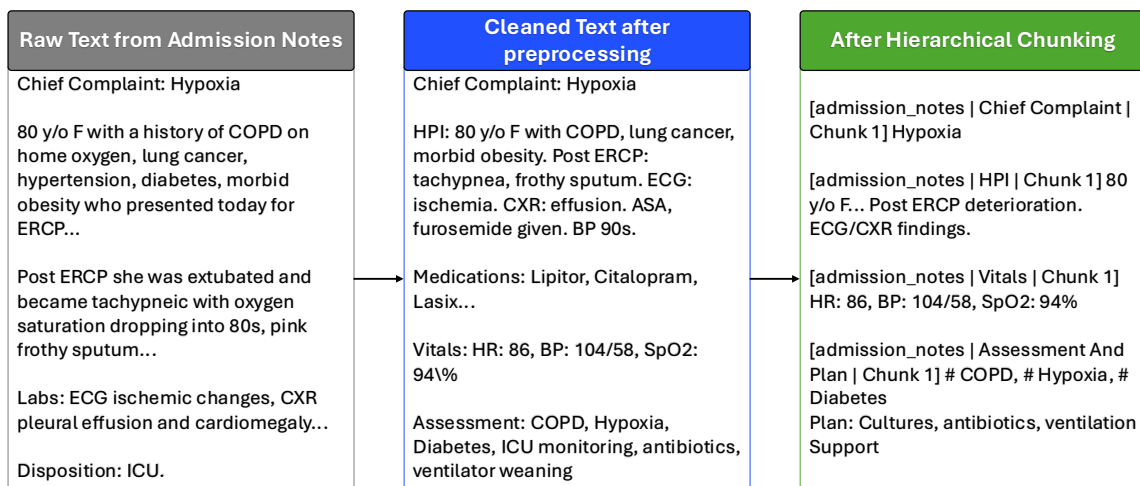 Raw Text from Admission Notes
Chief Complaint: Hypoxia
80 y/o F with a history of COPD on
home oxygen, lung cancer,
hypertension, diabetes, morbid
obesity who presented today for
ERCP...
Post ERCP she was extubated and
became tachypneic with oxygen
saturation dropping into 80s, pink
frothy sputum...
Labs: ECG ischemic changes, CXR
pleural effusion and cardiomegaly...
Disposition: ICU.
Cleaned Text after
preprocessing
Chief Complaint: Hypoxia
HPI: 80 y/o F with COPD, lung cancer,
morbid obesity. Post ERCP:
tachypnea, frothy sputum. ECG:
ischemia. CXR: effusion. ASA,
furosemide given. BP 90s.
Medications: Lipitor, Citalopram,
Lasix...
Vitals: HR: 86, BP: 104/58, SpO2:
94\%
Assessment: COPD, Hypoxia,
Diabetes, ICU monitoring, antibiotics,
ventilator weaning
After Hierarchical Chunking
[admission_notes | Chief Complaint |
Chunk 1] Hypoxia
[admission_notes | HPI | Chunk 1] 80
y/o F... Post ERCP deterioration.
ECG/CXR findings.
[admission_notes | Vitals | Chunk 1]
HR: 86, BP: 104/58, SpO2: 94%
[admission_notes | Assessment And
Plan | Chunk 1] # COPD, # Hypoxia, #
Diabetes
Plan: Cultures, antibiotics, ventilation
Support